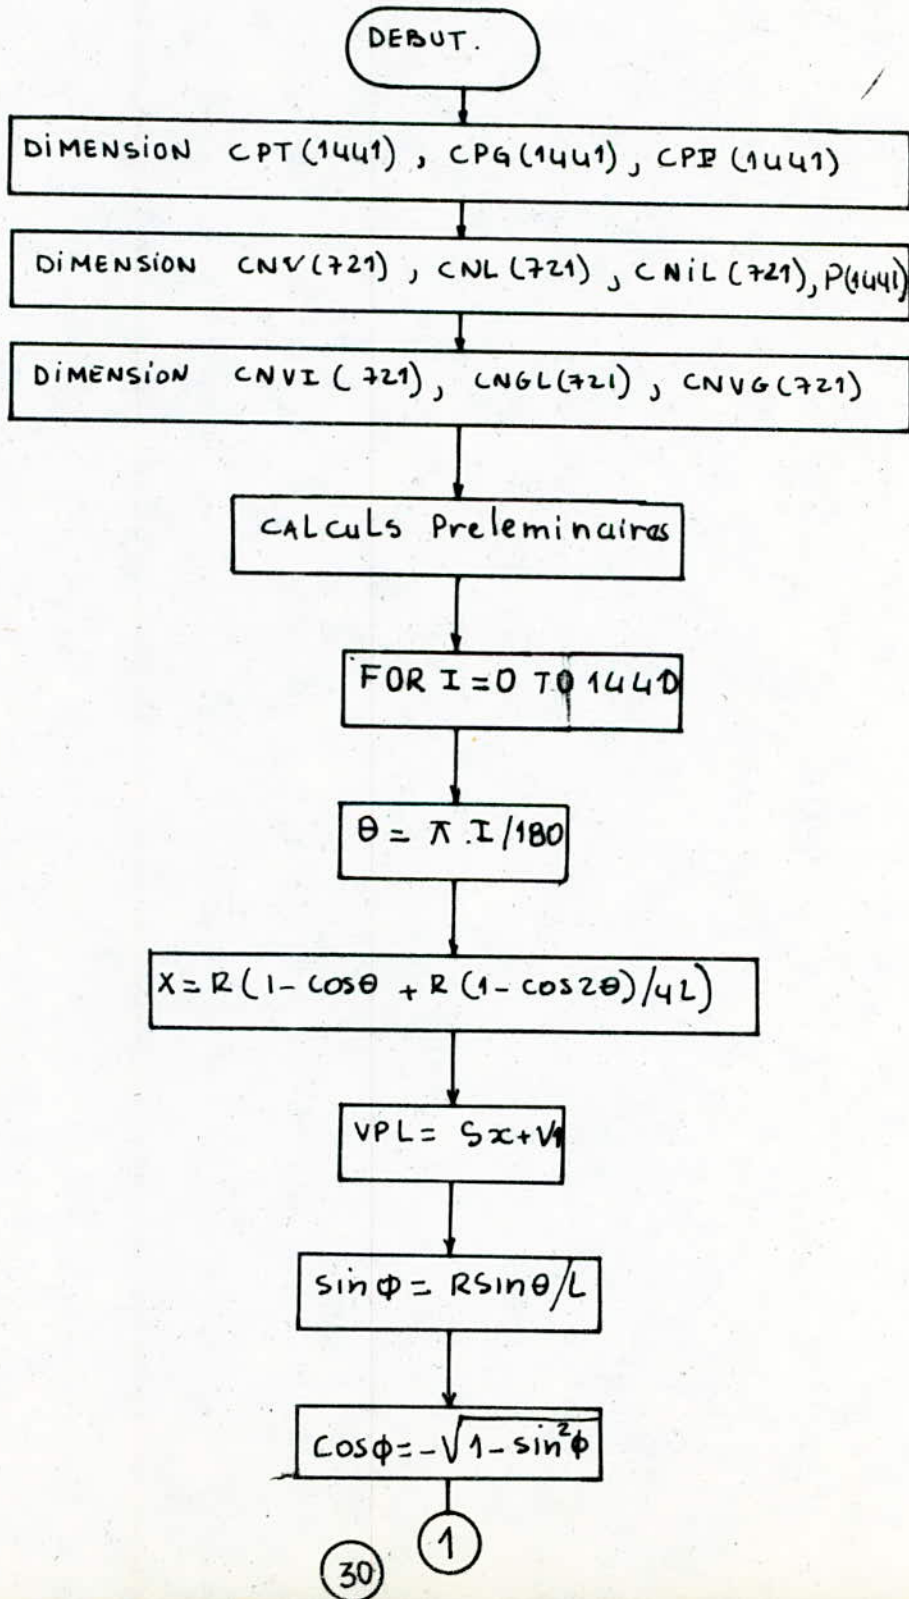 DEBUT.
DIMENSION CPT(1441), CPG(1441), CPI(1441)
DIMENSION CNV(721), CNL(721), CNiL(721), P(1441)
DIMENSION CNVI(721), CNGL(721), CNVG(721)
CALCULS Preleminaires
FOR I=0 TO 1440
θ = π.I/180
X=R(1-cosθ + R(1-cos2θ)/4L)
VPL= Sx+V1
sinφ= Rsinθ/L
Cosφ=-√1-sin²φ
1
30